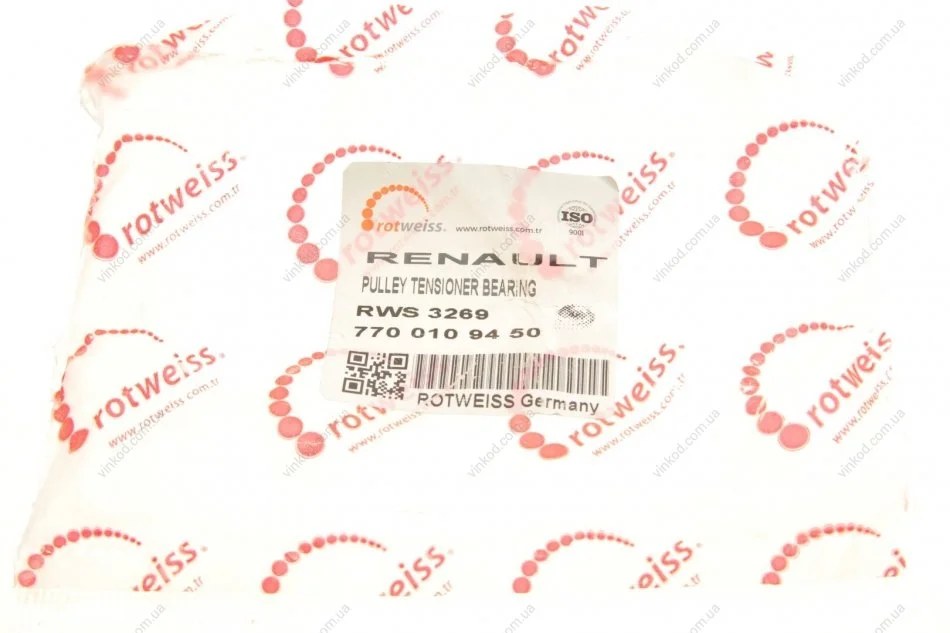 rotweiss.
www.rotweiss.com.tr
ISO
9001
RENAULT
PULLEY TENSIONER BEARING
RWS 3269
770 010 94 50
ROTWEISS Germany
rotweiss.
www.rotweiss.com.tr
vinkod.com.ua